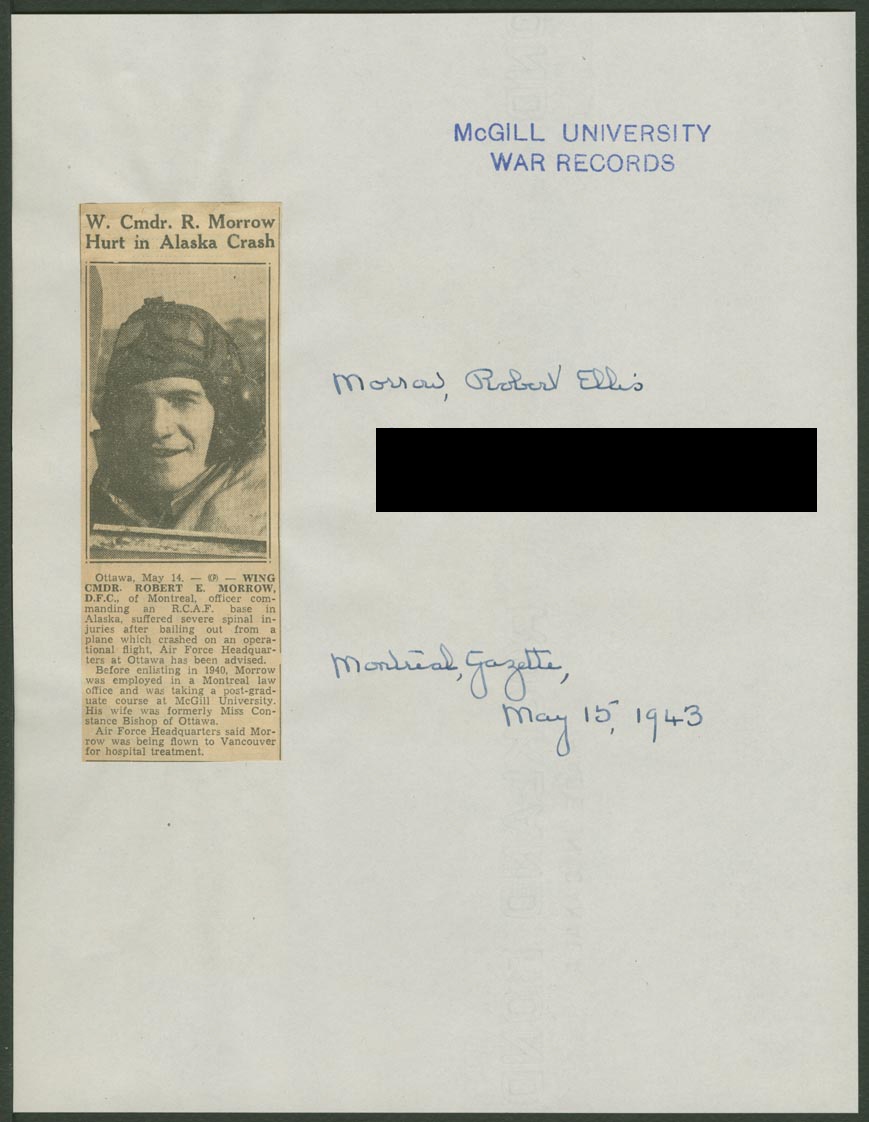 McGILL UNIVERSITY
WAR RECORDS
W. Cmdr. R. Morrow
Hurt in Alaska Crash
Ottawa, May 14. — (CP) — WING
CMDR. ROBERT E. MORROW,
D.F.C., of Montreal, officer com-
manding an R.C.A.F. base in
Alaska, suffered severe spinal in-
juries after bailing out from a
plane which crashed on an opera-
tional flight, Air Force Headquar-
ters at Ottawa has been advised.
Before enlisting in 1940, Morrow
was employed in a Montreal law
office and was taking a post-grad-
uate course at McGill University.
His wife was formerly Miss Con-
stance Bishop of Ottawa.
Air Force Headquarters said Mor-
row was being flown to Vancouver
for hospital treatment.
Morrow, Robert Ellis
Montreal, Gazette,
May 15, 1943